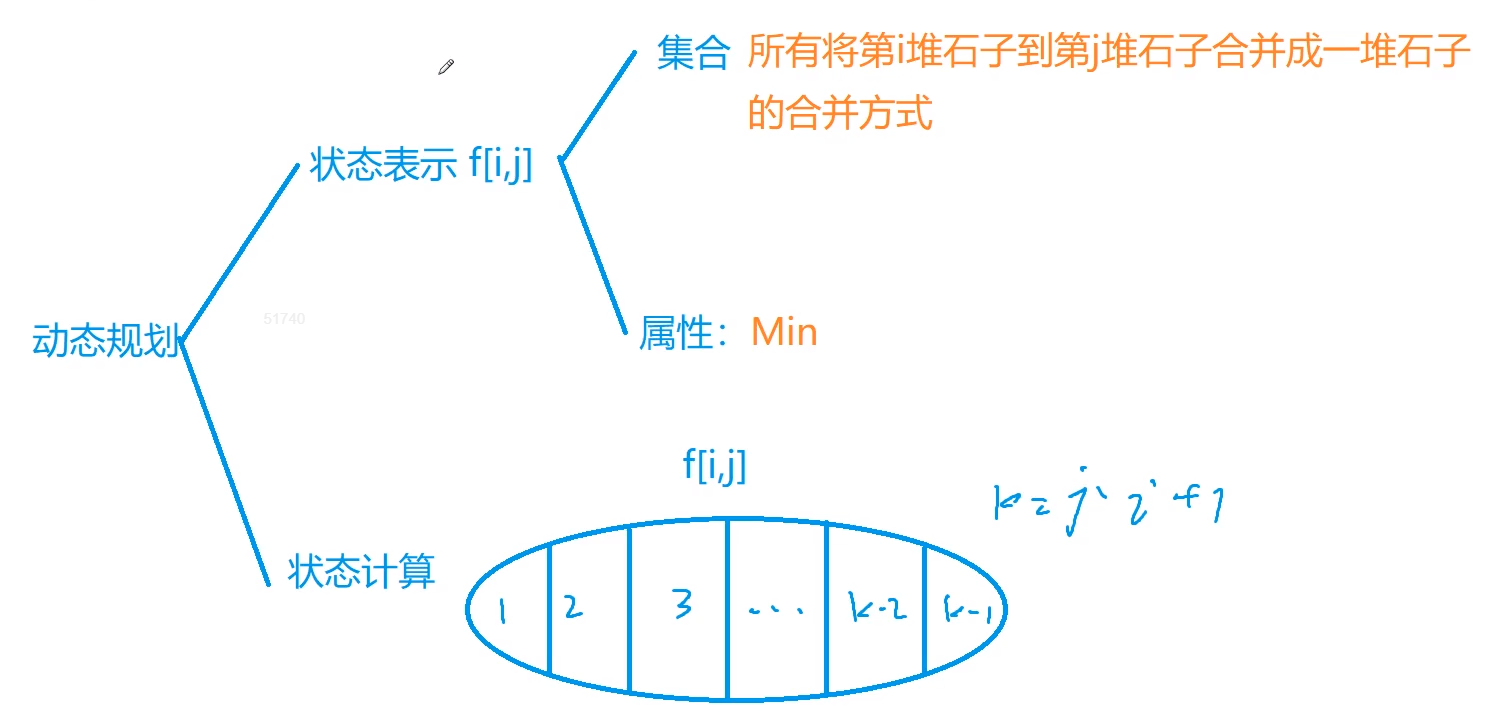 集合 所有将第i堆石子到第j堆石子合并成一堆石子
的合并方式
状态表示 f[i,j]
51740
动态规划
属性：Min
f[i,j]
k=j-i+1
状态计算
1 2 3 ... k-2 k-1